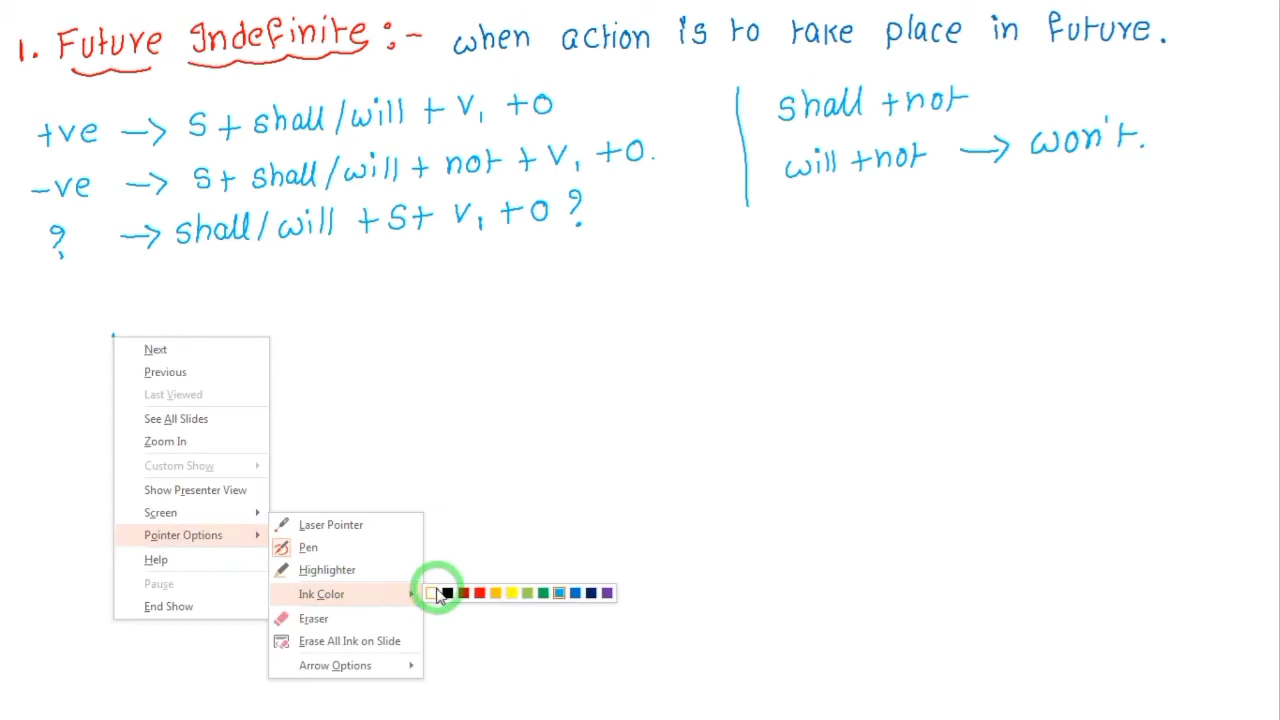 1. Future Indefinite :- when action is to take place in future.
+ve → S + shall/will + V₁ + O
-ve → S + shall/will + not + V₁ + O.
? → shall/will + S + V₁ + O ?
shall + not
will + not → won't.
Next
Previous
Last Viewed
See All Slides
Zoom In
Custom Show
Show Presenter View
Screen
Pointer Options
Help
Pause
End Show
Laser Pointer
Pen
Highlighter
Ink Color
Eraser
Erase All Ink on Slide
Arrow Options